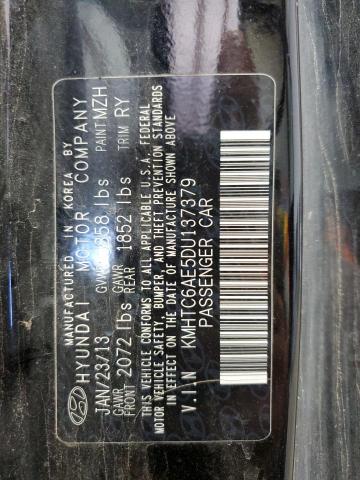 MANUFACTURED IN KOREA BY
HYUNDAI MOTOR COMPANY
JAN/23/13 GVWR 3858 lbs PAINT MZH
GAWR FRONT 2072 lbs GAWR REAR 1852 lbs TRIM RY
THIS VEHICLE CONFORMS TO ALL APPLICABLE U.S.A. FEDERAL
MOTOR VEHICLE SAFETY, BUMPER, AND THEFT PREVENTION STANDARDS
IN EFFECT ON THE DATE OF MANUFACTURE SHOWN ABOVE
V.I.N KMHTC6AE5DU137379
PASSENGER CAR